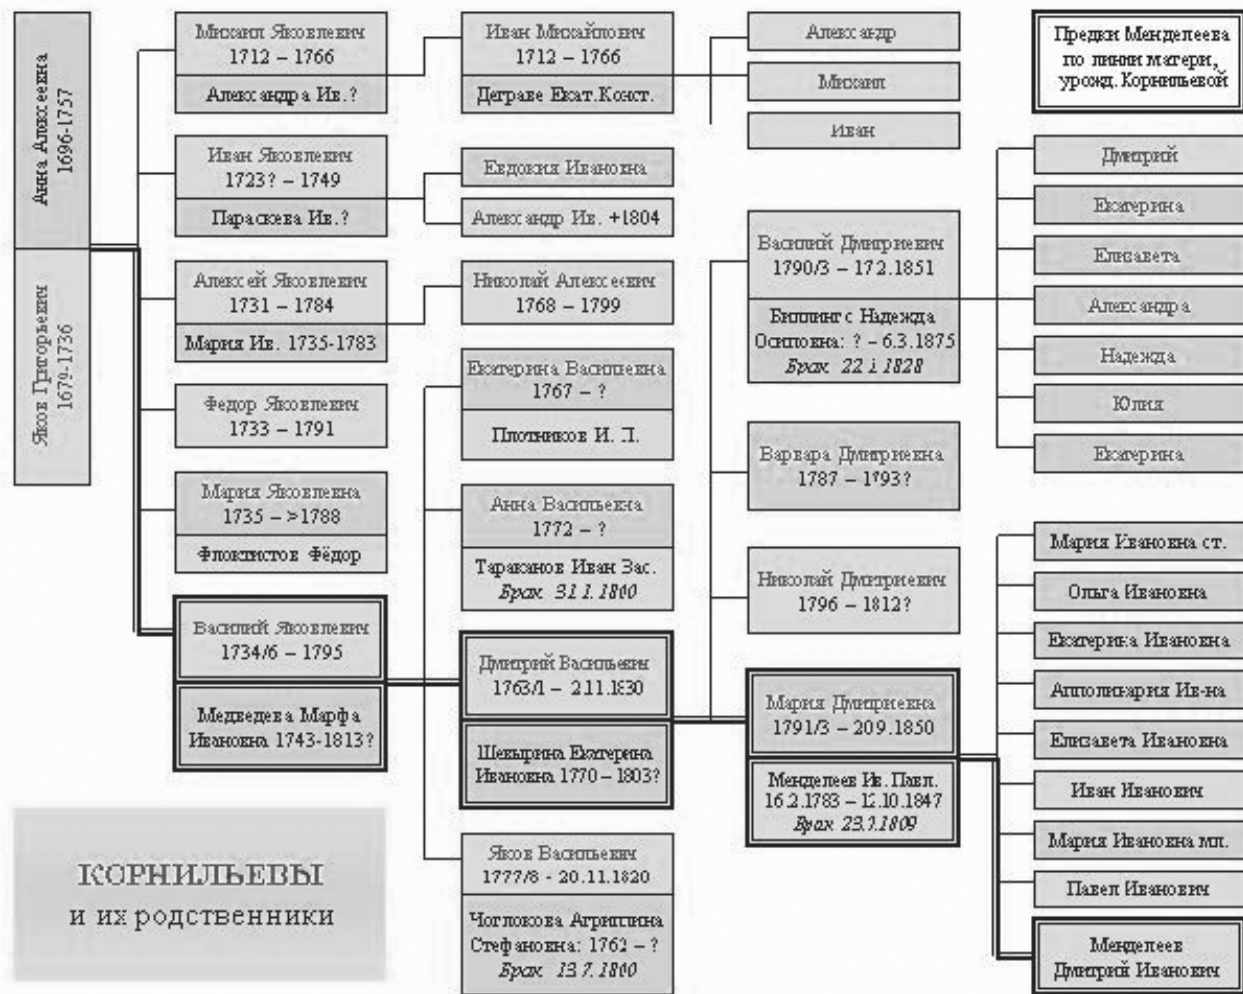 Анна Алексеевна
1696-1757
Яков Григорьевич
1679-1736
Михаил Яковлевич
1712 – 1766
Александра Ив.?
Иван Яковлевич
1723? – 1749
Параскева Ив.?
Алексей Яковлевич
1731 – 1784
Мария Ив. 1735-1783
Федор Яковлевич
1733 – 1791
Мария Яковлевна
1735 – >1788
Флоктистов Фёдор
Василий Яковлевич
1734/6 – 1795
Медведева Марфа
Ивановна 1743-1813?
КОРНИЛЬЕВЫ
и их родственники
Иван Михайлович
1712 – 1766
Деграве Екат.Конст.
Евдокия Ивановна
Александр Ив. +1804
Николай Алексеевич
1768 – 1799
Екатерина Васильевна
1767 – ?
Плотников И.
Анна Васильевна
1772 – ?
Тараканов Иван Вас.
Брак 31.1.1800
Дмитрий Васильевич
1763/1 – 2.11.1830
Шевырина Екатерина
Ивановна 1770 – 1803?
Яков Васильевич
1777/8 - 20.11.1820
Чоглокова Агриппина
Стефановна: 1762 – ?
Брак 13.7.1800
Александр
Михаил
Иван
Василий Дмитриевич
1790/3 – 172.1851
Биллингс Надежда
Осиповна: ? – 6.3.1875
Брак 22.1.1828
Варвара Дмитриевна
1787 – 1793?
Николай Дмитриевич
1796 – 1812?
Мария Дмитриевна
1791/3 – 209.1850
Менделеев Ив. Павл.
16.2.1783 – 12.10.1847
Брак 23.7.1809
Предки Менделеева
по линии матери,
урожд. Корнильевой
Дмитрий
Екатерина
Елизавета
Александра
Надежда
Юлия
Екатерина
Мария Ивановна ст.
Ольга Ивановна
Екатерина Ивановна
Апполинария Ив-на
Елизавета Ивановна
Иван Иванович
Мария Ивановна мл.
Павел Иванович
Менделеев
Дмитрий Иванович